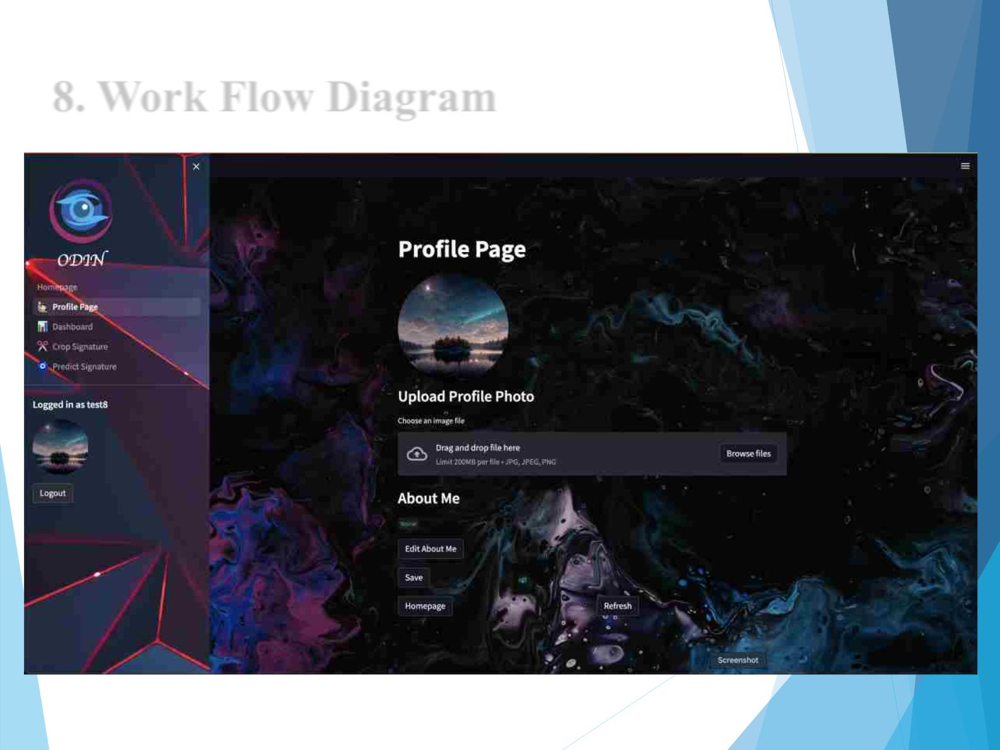 8. Work Flow Diagram
ODIN
Homepage
Profile Page
Dashboard
Crop Signature
Predict Signature
Logged in as test8
Logout
Profile Page
Upload Profile Photo
Choose an image file
Drag and drop file here
Limit 200MB per file • JPG, JPEG, PNG
Browse files
About Me
None
Edit About Me
Save
Homepage
Refresh
Screenshot